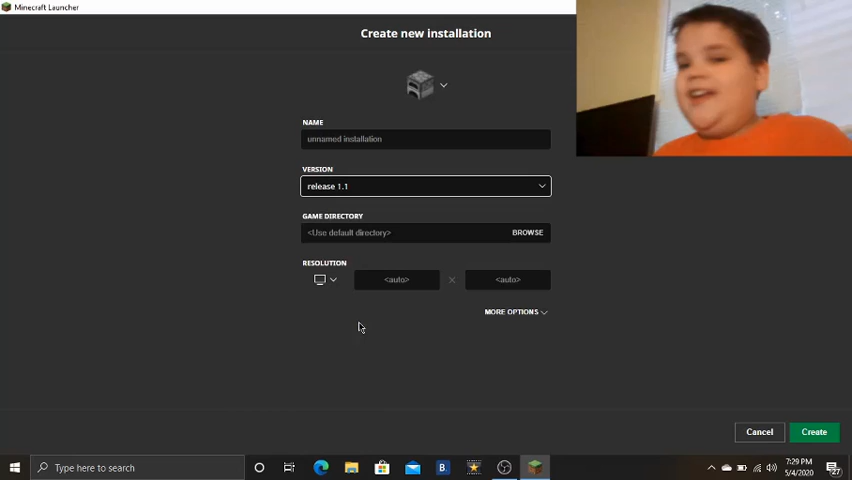 Minecraft Launcher
Create new installation
NAME
unnamed installation
VERSION
release 1.1
GAME DIRECTORY
<Use default directory>
BROWSE
RESOLUTION
<auto>
<auto>
MORE OPTIONS
Cancel
Create
Type here to search
B.
7:29 PM
5/4/2020
27